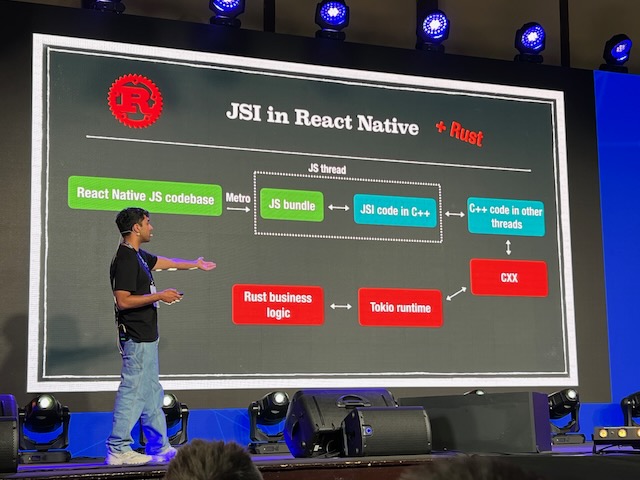 R
JSI in React Native + Rust
JS thread
React Native JS codebase
Metro
JS bundle
JSI code in C++
C++ code in other
threads
CXX
Rust business
logic
Tokio runtime